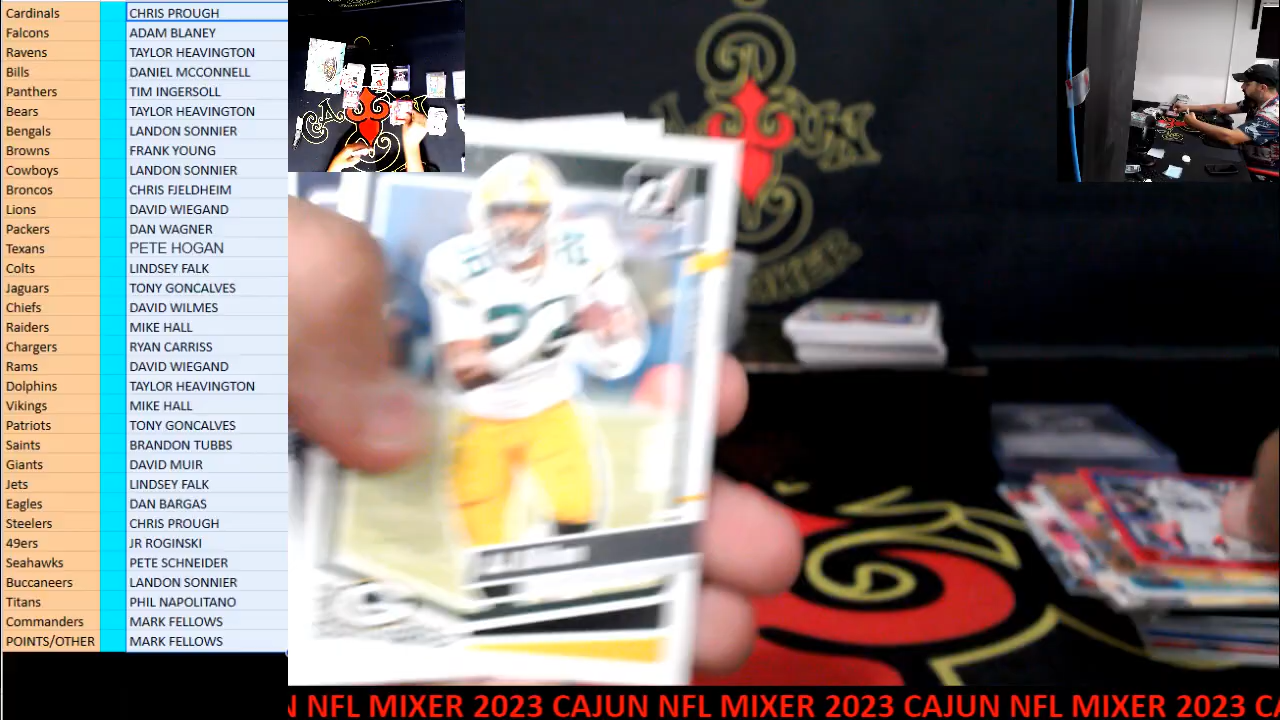 Cardinals CHRIS PROUGH
Falcons ADAM BLANEY
Ravens TAYLOR HEAVINGTON
Bills DANIEL MCCONNELL
Panthers TIM INGERSOLL
Bears TAYLOR HEAVINGTON
Bengals LANDON SONNIER
Browns FRANK YOUNG
Cowboys LANDON SONNIER
Broncos CHRIS FJELDHEIM
Lions DAVID WIEGAND
Packers DAN WAGNER
Texans PETE HOGAN
Colts LINDSEY FALK
Jaguars TONY GONCALVES
Chiefs DAVID WILMES
Raiders MIKE HALL
Chargers RYAN CARRISS
Rams DAVID WIEGAND
Dolphins TAYLOR HEAVINGTON
Vikings MIKE HALL
Patriots TONY GONCALVES
Saints BRANDON TUBBS
Giants DAVID MUIR
Jets LINDSEY FALK
Eagles DAN BARGAS
Steelers CHRIS PROUGH
49ers JR ROGINSKI
Seahawks PETE SCHNEIDER
Buccaneers LANDON SONNIER
Titans PHIL NAPOLITANO
Commanders MARK FELLOWS
POINTS/OTHER MARK FELLOWS
N NFL MIXER 2023 CAJUN NFL MIXER 2023 CAJUN NFL MIXER 2023 CA